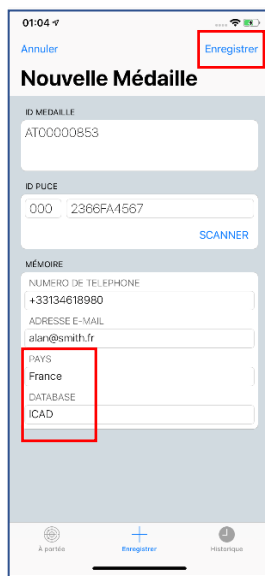 01:04
Annuler Enregistrer
Nouvelle Médaille
ID MEDAILLE
AT00000853
ID PUCE
000 2366FA4567
SCANNER
MÉMOIRE
NUMERO DE TELEPHONE
+33134618980
ADRESSE E-MAIL
alan@smith.fr
PAYS
France
DATABASE
ICAD
À portée Enregistrer Historique